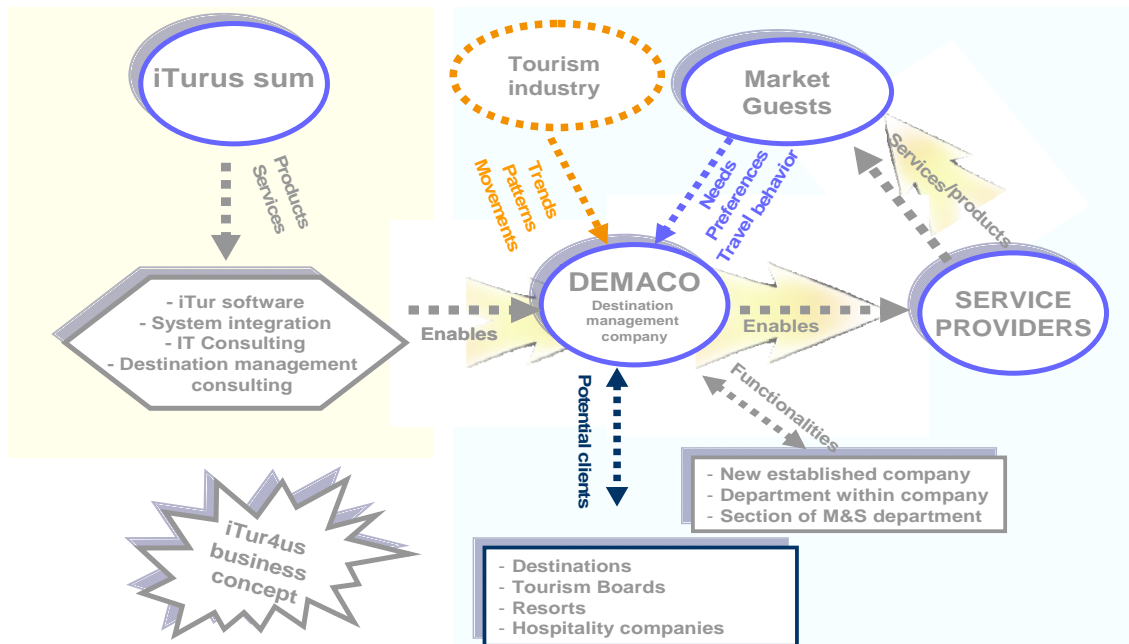 iTurus sum
Tourism
industry
Market
Guests
Products
Services
Trends
Patterns
Movements
Needs
Preferences
Travel behavior
Services/products
- iTur software
- System integration
- IT Consulting
- Destination management
consulting
Enables
DEMACO
Destination
management
company
Enables
SERVICE
PROVIDERS
Potential clients
Functionalities
- New established company
- Department within company
- Section of M&S department
iTur4us
business
concept
- Destinations
- Tourism Boards
- Resorts
- Hospitality companies